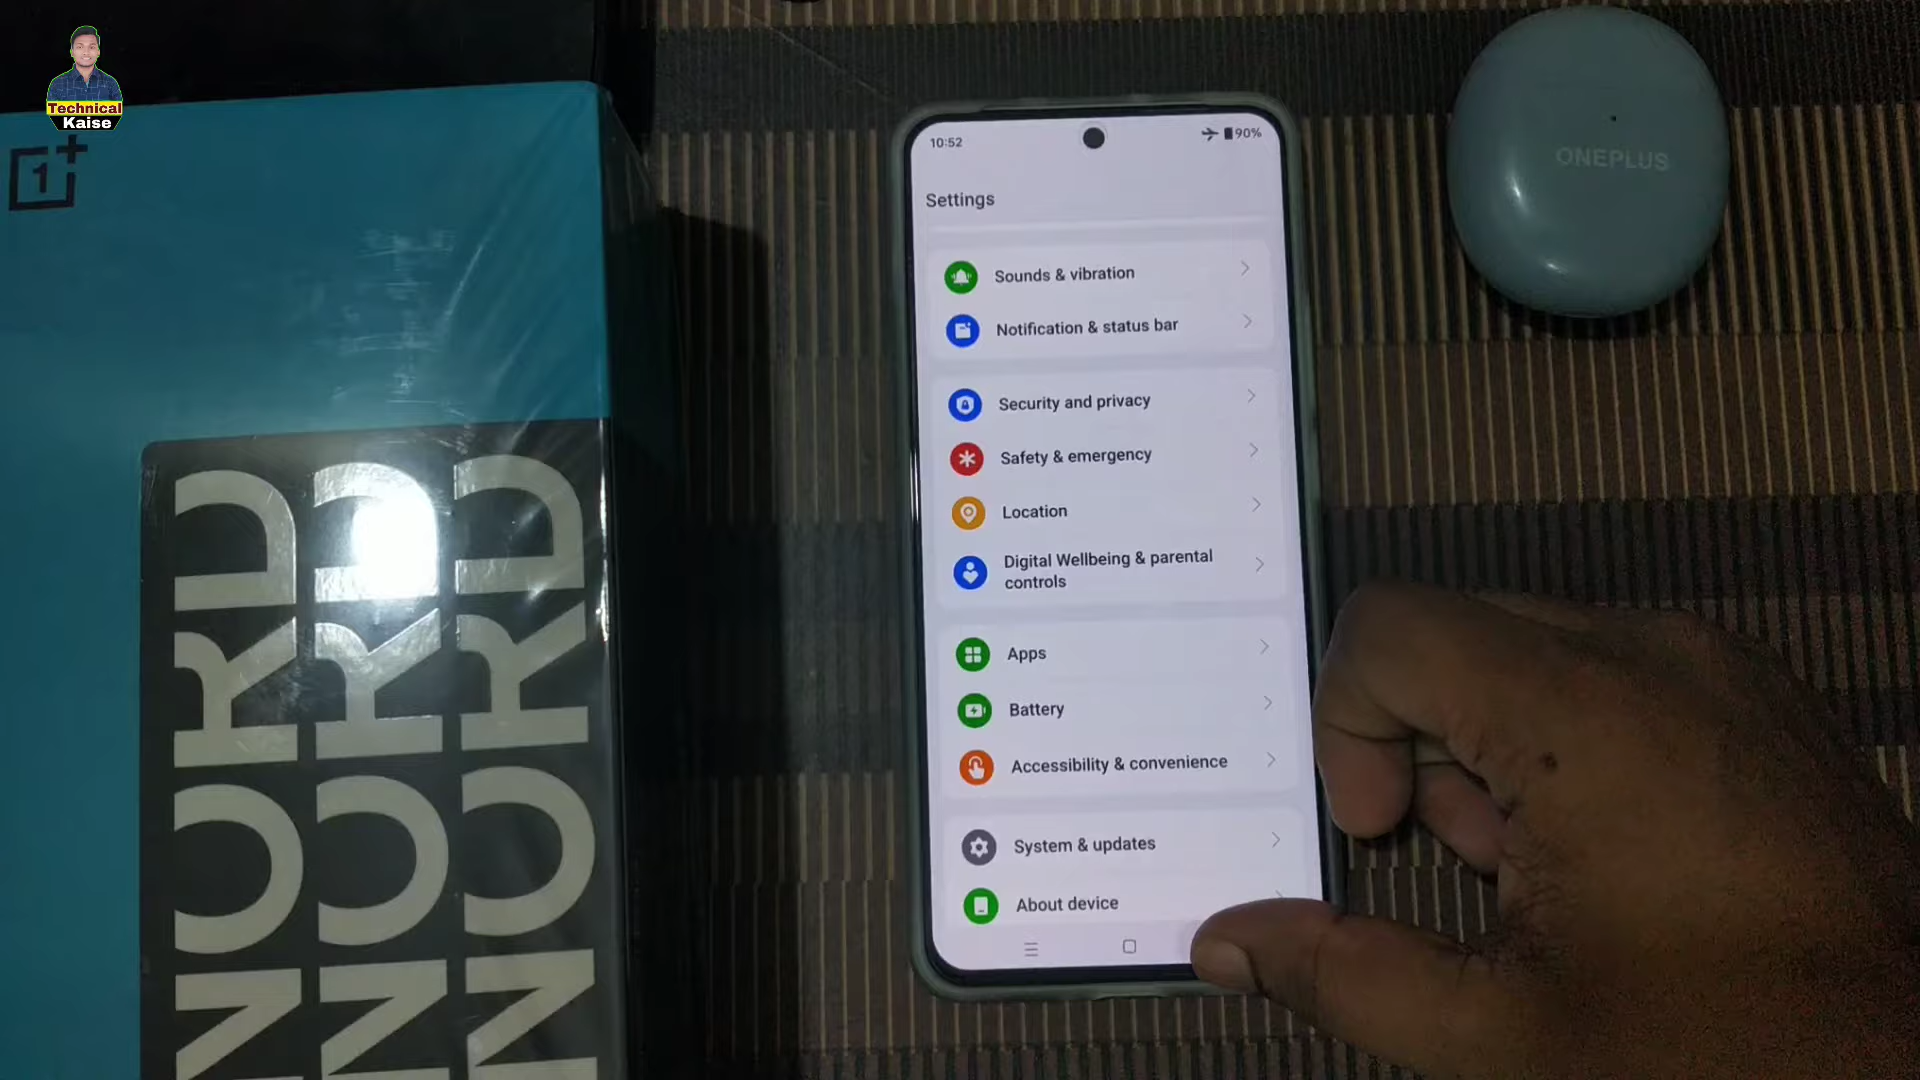 Technical
Kaise
1+
NORD
NORD
NORD
N
N
N
10:52
90%
Settings
Sounds & vibration
Notification & status bar
Security and privacy
Safety & emergency
Location
Digital Wellbeing & parental
controls
Apps
Battery
Accessibility & convenience
System & updates
About device
ONEPLUS